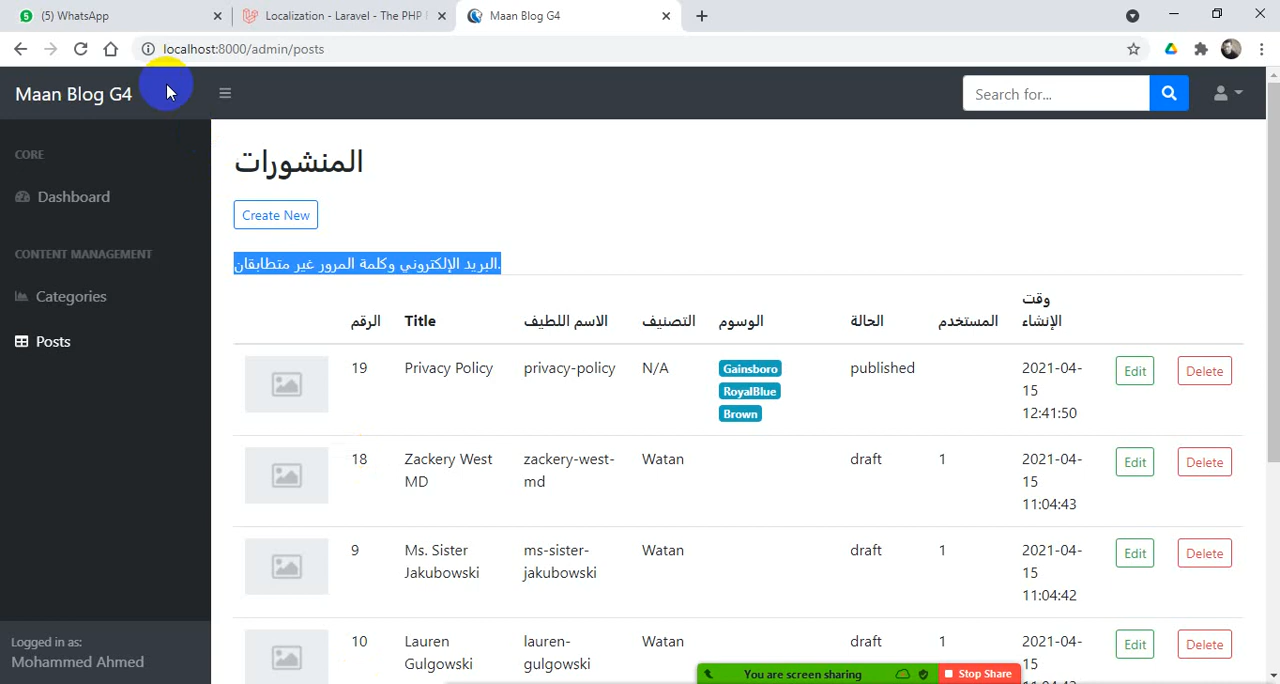 (5) WhatsApp
Localization - Laravel - The PHP
Maan Blog G4
localhost:8000/admin/posts
Maan Blog G4
Search for...
CORE
Dashboard
CONTENT MANAGEMENT
Categories
Posts
Logged in as:
Mohammed Ahmed
المنشورات
Create New
البريد الإلكتروني وكلمة المرور غير متطابقان.
الرقم
Title
الاسم اللطيف
التصنيف
الوسوم
الحالة
المستخدم
وقت
الإنشاء
19
Privacy Policy
privacy-policy
N/A
Gainsboro
RoyalBlue
Brown
published
2021-04-
15
12:41:50
Edit
Delete
18
Zackery West
MD
zackery-west-
md
Watan
draft
1
2021-04-
15
11:04:43
Edit
Delete
9
Ms. Sister
Jakubowski
ms-sister-
jakubowski
Watan
draft
1
2021-04-
15
11:04:42
Edit
Delete
10
Lauren
Gulgowski
lauren-
gulgowski
Watan
draft
1
2021-04-
15
Edit
Delete
You are screen sharing
Stop Share